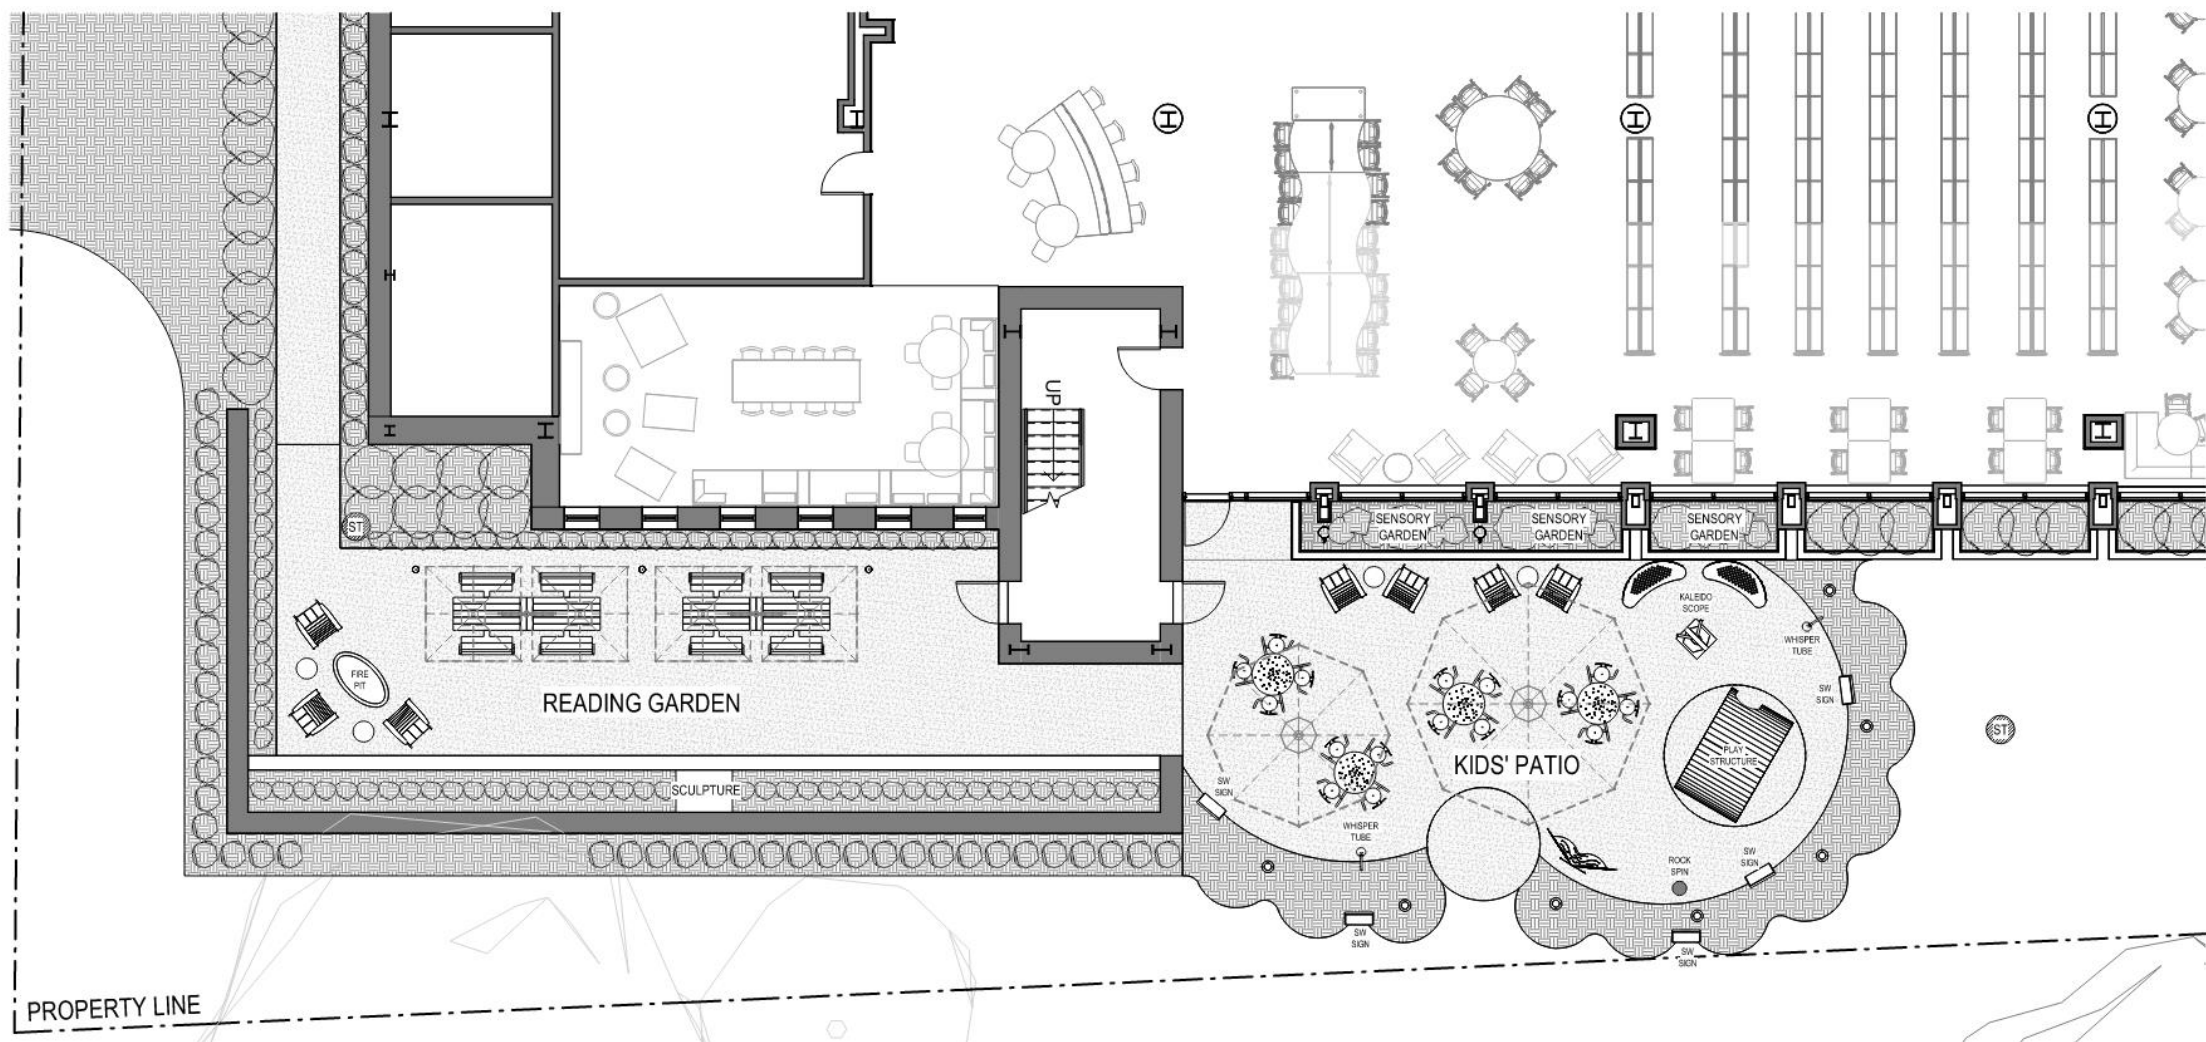 UP
SENSORY
GARDEN
SENSORY
GARDEN
SENSORY
GARDEN
ST
KALEIDO
SCOPE
WHISPER
TUBE
FIRE
PIT
SW
SIGN
READING GARDEN
ST
PLAY
STRUCTURE
KIDS' PATIO
SCULPTURE
SW
SIGN
WHISPER
TUBE
SW
SIGN
ROCK
SPIN
SW
SIGN
SW
SIGN
PROPERTY LINE